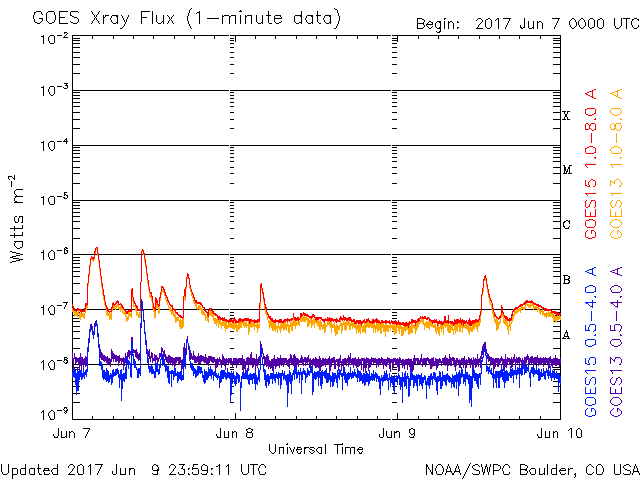 GOES Xray Flux (1-minute data)
Begin: 2017 Jun 7 0000 UTC
10-2
10-3
10-4
10-5
10-6
10-7
10-8
10-9
Watts m-2
X
M
C
B
A
GOES15 1.0-8.0 A
GOES13 1.0-8.0 A
GOES15 0.5-4.0 A
GOES13 0.5-4.0 A
Jun 7
Jun 8
Jun 9
Jun 10
Universal Time
Updated 2017 Jun 9 23:59:11 UTC
NOAA/SWPC Boulder, CO USA